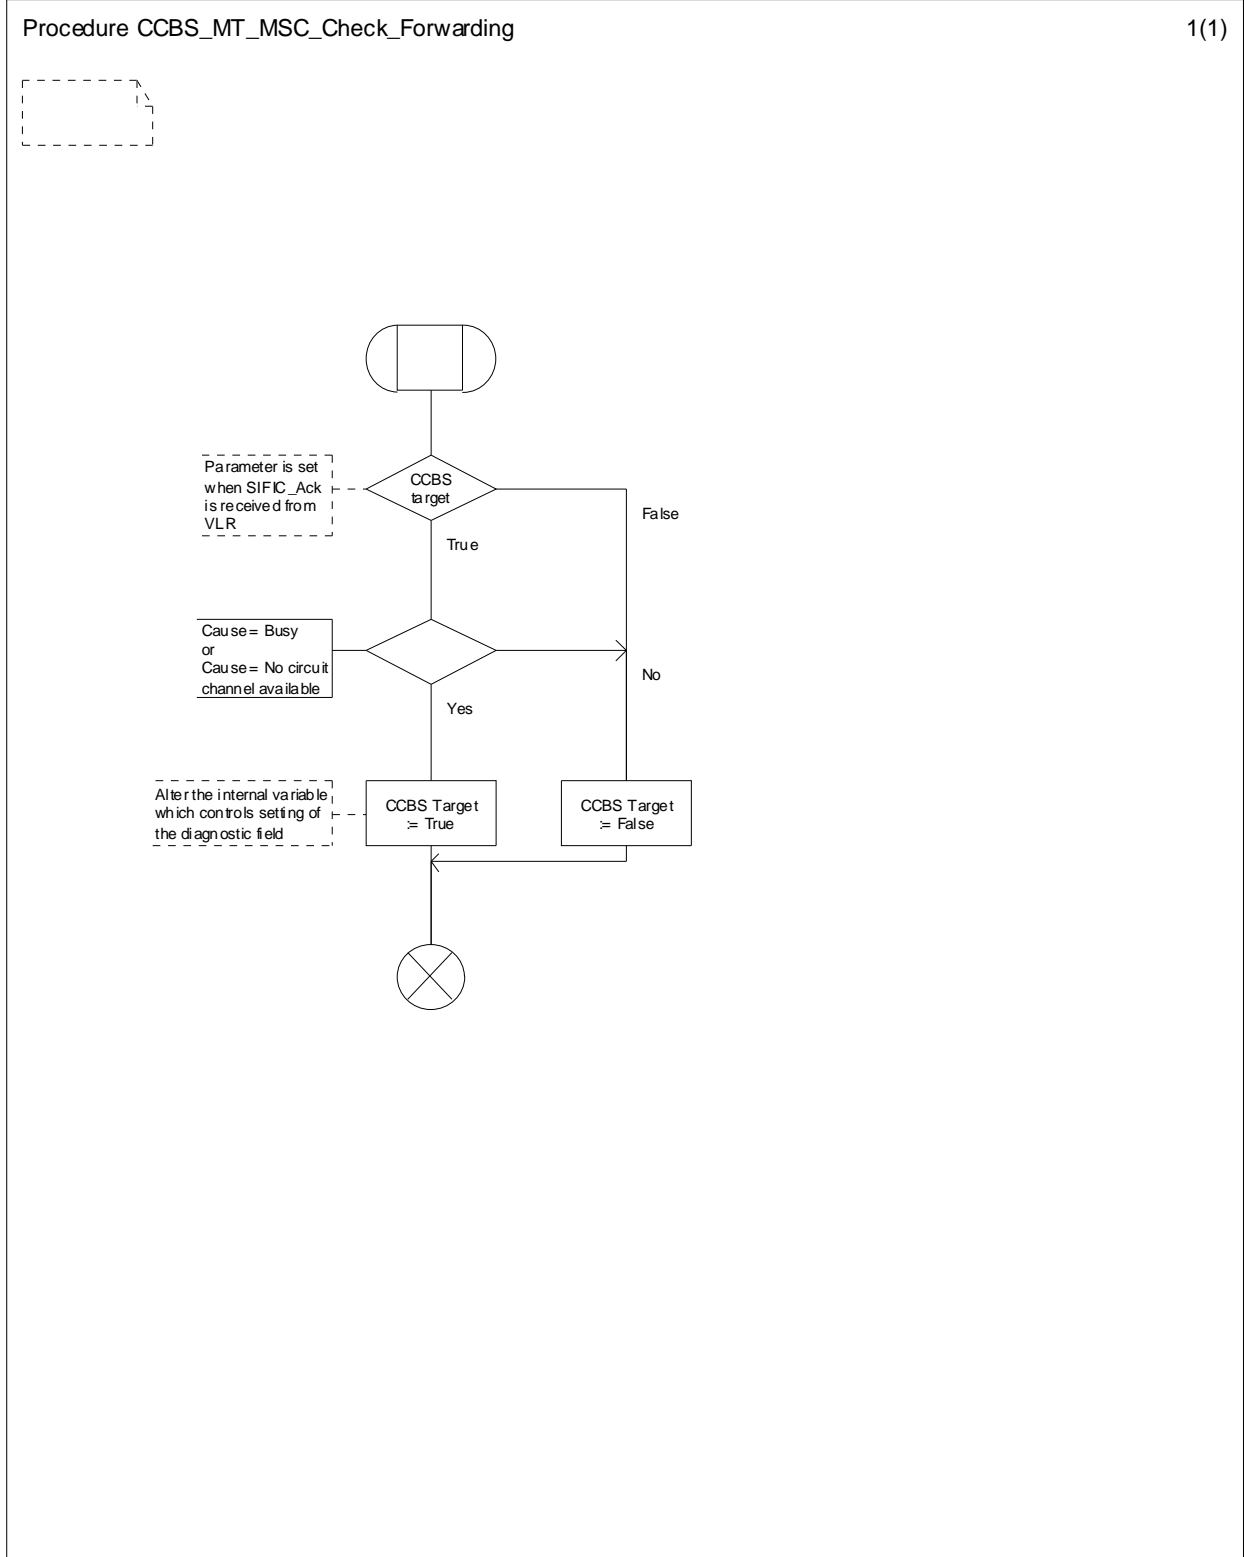 Procedure CCBS_MT_MSC_Check_Forwarding
1(1)
Parameter is set
when SIFIC_Ack
is received from
VLR
CCBS
target
False
True
Cause= Busy
or
Cause= No circuit
channel available
No
Yes
Alter the internal variable
which controls setting of
the diagnostic field
CCBS Target
:= True
CCBS Target
:= False